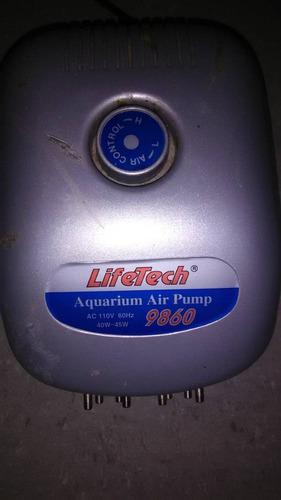 L - AIR CONTROL - H
LifeTech®
Aquarium Air Pump
AC 110V 60Hz
40W-45W
9860